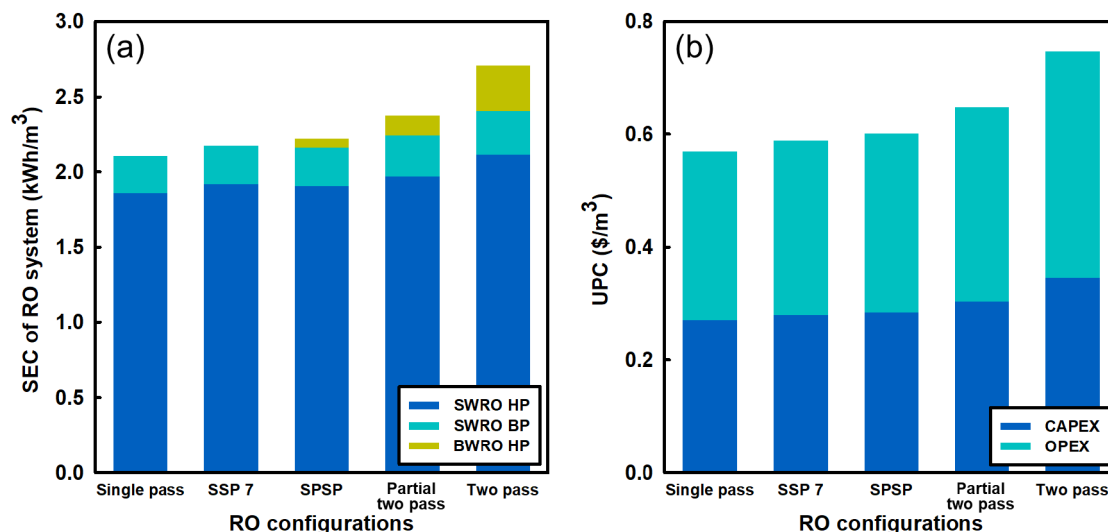 (a)
SEC of RO system (kWh/m³)
3.0
2.5
2.0
1.5
1.0
0.5
0.0
SWRO HP
SWRO BP
BWRO HP
Single pass
SSP 7
SPSP
Partial
two pass
Two pass
RO configurations
(b)
UPC ($/m³)
0.8
0.6
0.4
0.2
0.0
CAPEX
OPEX
Single pass
SSP 7
SPSP
Partial
two pass
Two pass
RO configurations